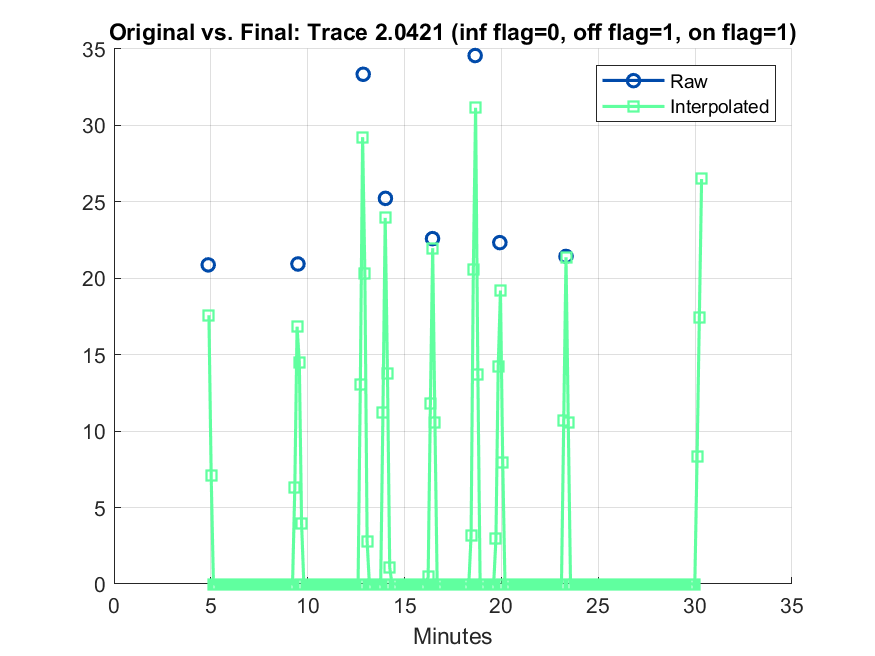 Original vs. Final: Trace 2.0421 (inf flag=0, off flag=1, on flag=1)
35
30
25
20
15
10
5
0
Raw
Interpolated
0 5 10 15 20 25 30 35
Minutes